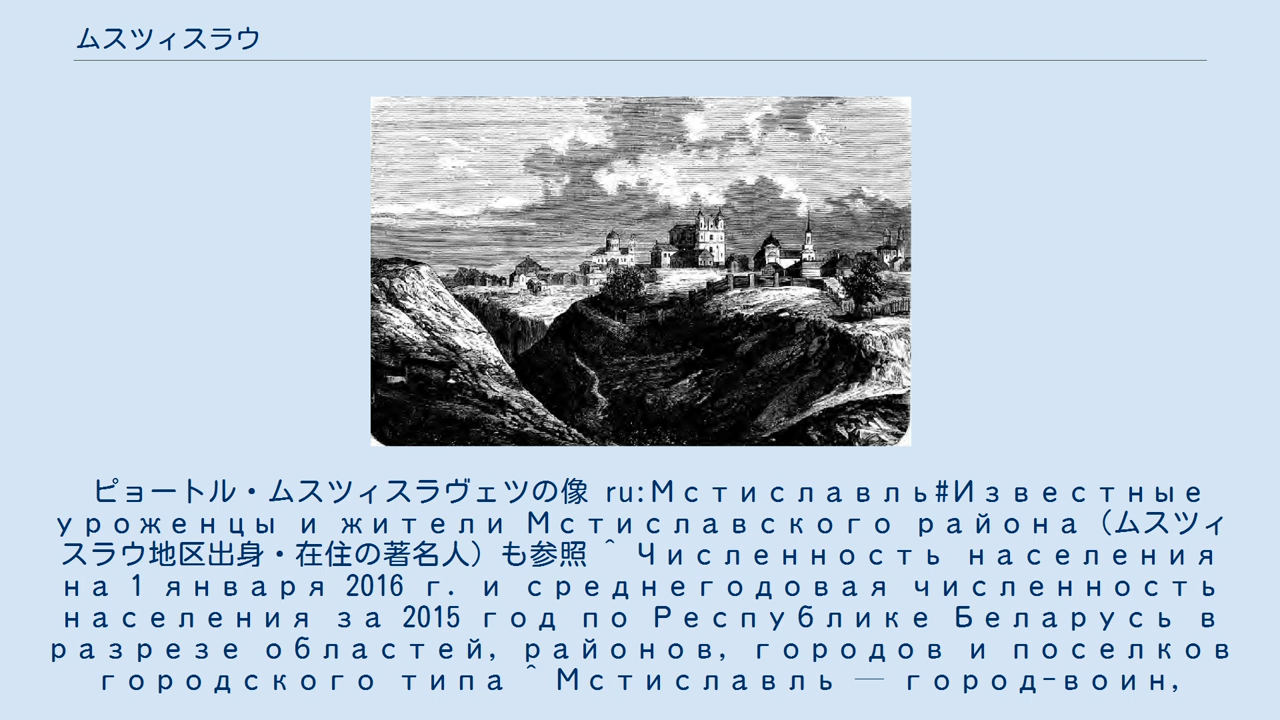 ムスツィスラウ
ピョートル・ムスツィスラヴェツの像 ru:Мстиславль#Известные
уроженцы и жители Мстиславского района（ムスツィ
スラウ地区出身・在住の著名人）も参照 ^ Численность населения
на 1 января 2016 г. и среднегодовая численность
населения за 2015 год по Республике Беларусь в
разрезе областей, районов, городов и поселков
городского типа ^ Мстиславль — город-воин,